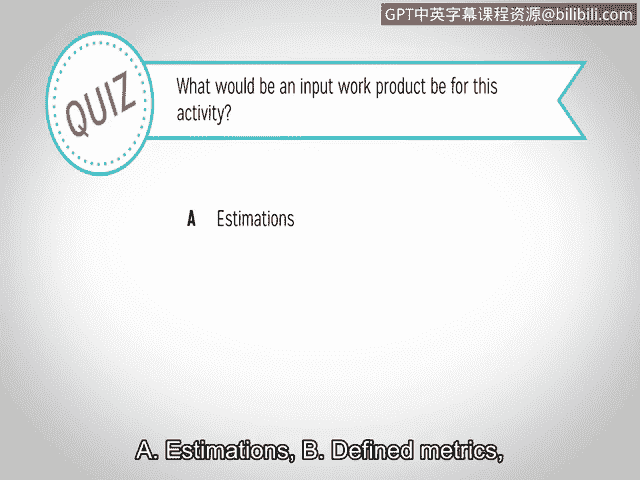 GPT中英字幕课程资源@bilibili.com
QUIZ
What would be an input work product be for this
activity?
A Estimations
A. Estimations, B. Defined metrics,